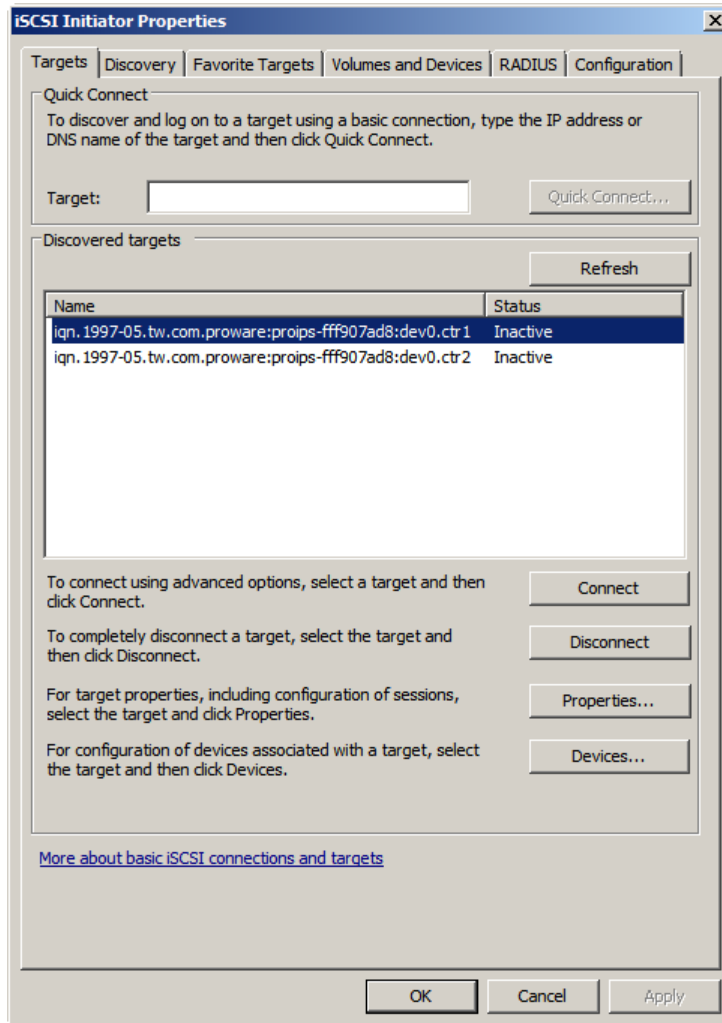 iSCSI Initiator Properties
Targets Discovery Favorite Targets Volumes and Devices RADIUS Configuration
Quick Connect
To discover and log on to a target using a basic connection, type the IP address or
DNS name of the target and then click Quick Connect.
Target:
Quick Connect...
Discovered targets
Refresh
Name Status
iqn.1997-05.tw.com.proware:proips-fff907ad8:dev0.ctr1 Inactive
iqn.1997-05.tw.com.proware:proips-fff907ad8:dev0.ctr2 Inactive
To connect using advanced options, select a target and then
click Connect.
Connect
To completely disconnect a target, select the target and
then click Disconnect.
Disconnect
For target properties, including configuration of sessions,
select the target and click Properties.
Properties...
For configuration of devices associated with a target, select
the target and then click Devices.
Devices...
More about basic iSCSI connections and targets
OK Cancel Apply